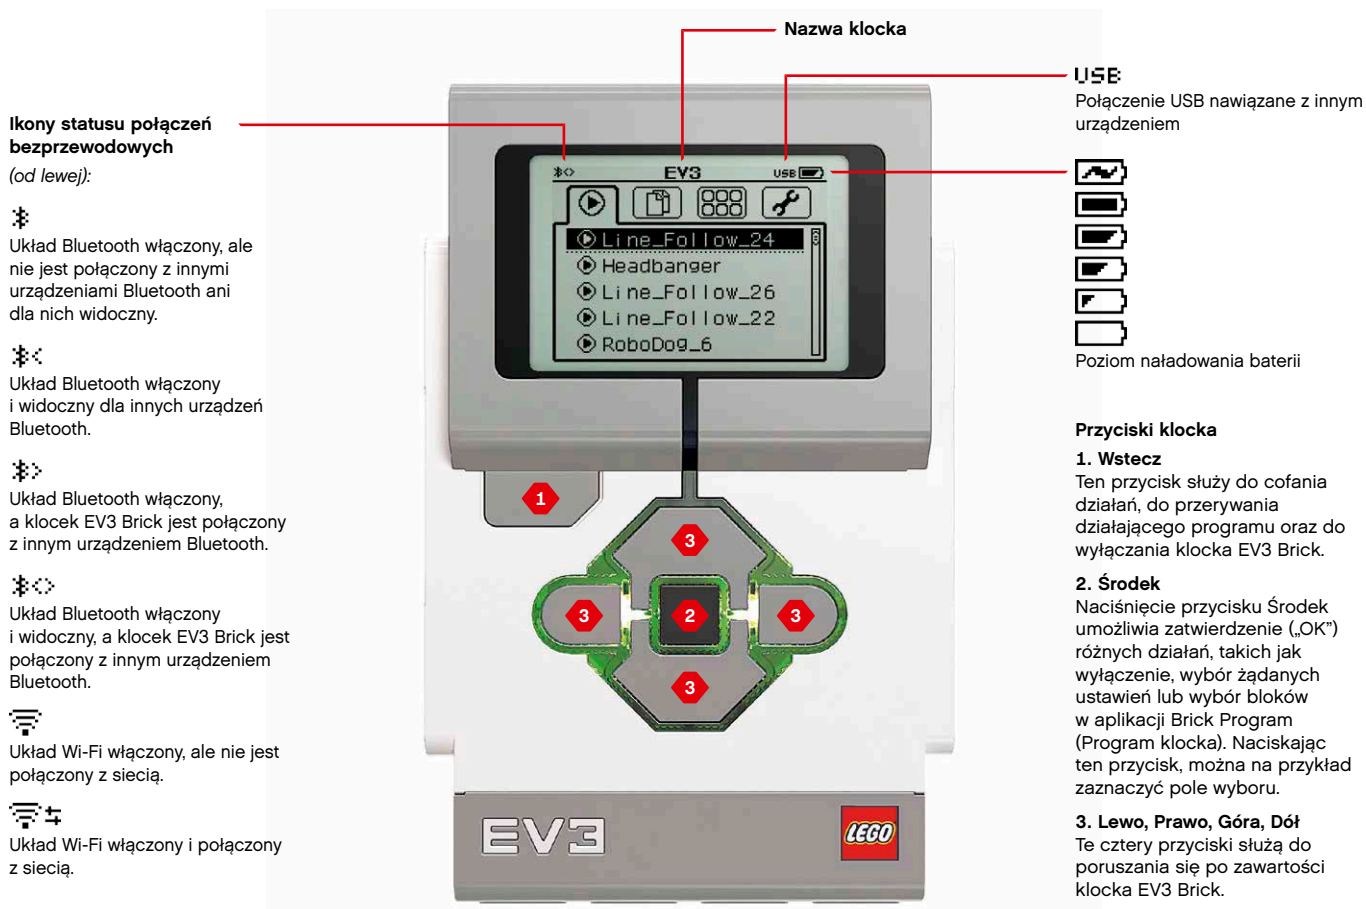 Nazwa klocka
Ikony statusu połączeń
bezprzewodowych
(od lewej):
Układ Bluetooth włączony, ale
nie jest połączony z innymi
urządzeniami Bluetooth ani
dla nich widoczny.
Układ Bluetooth włączony
i widoczny dla innych urządzeń
Bluetooth.
Układ Bluetooth włączony,
a klocek EV3 Brick jest połączony
z innym urządzeniem Bluetooth.
Układ Bluetooth włączony
i widoczny, a klocek EV3 Brick jest
połączony z innym urządzeniem
Bluetooth.
Układ Wi-Fi włączony, ale nie jest
połączony z siecią.
Układ Wi-Fi włączony i połączony
z siecią.
EV3 USB
Line_Follow_24
Headbanger
Line_Follow_26
Line_Follow_22
RoboDog_6
1
3
3 2 3
3
EV3 LEGO
USB
Połączenie USB nawiązane z innym
urządzeniem
Poziom naładowania baterii
Przyciski klocka
1. Wstecz
Ten przycisk służy do cofania
działań, do przerywania
działającego programu oraz do
wyłączania klocka EV3 Brick.
2. Środek
Naciśnięcie przycisku Środek
umożliwia zatwierdzenie („OK”)
różnych działań, takich jak
wyłączenie, wybór żądanych
ustawień lub wybór bloków
w aplikacji Brick Program
(Program klocka). Naciskając
ten przycisk, można na przykład
zaznaczyć pole wyboru.
3. Lewo, Prawo, Góra, Dół
Te cztery przyciski służą do
poruszania się po zawartości
klocka EV3 Brick.